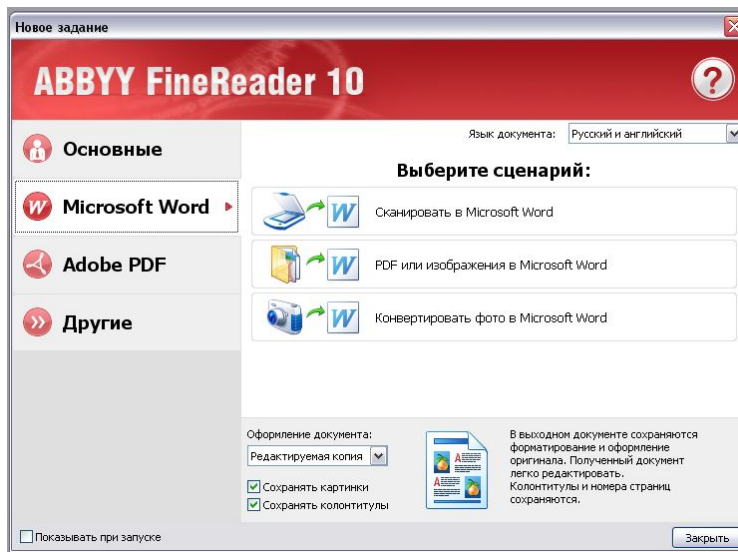 Новое задание
ABBYY FineReader 10
?
Язык документа: Русский и английский
Основные
Microsoft Word
Adobe PDF
Другие
Выберите сценарий:
Сканировать в Microsoft Word
PDF или изображения в Microsoft Word
Конвертировать фото в Microsoft Word
Оформление документа:
Редактируемая копия
Сохранять картинки
Сохранять колонтитулы
В выходном документе сохраняются
форматирование и оформление
оригинала. Полученный документ
легко редактировать.
Колонтитулы и номера страниц
сохраняются.
Показывать при запуске
Закрыть